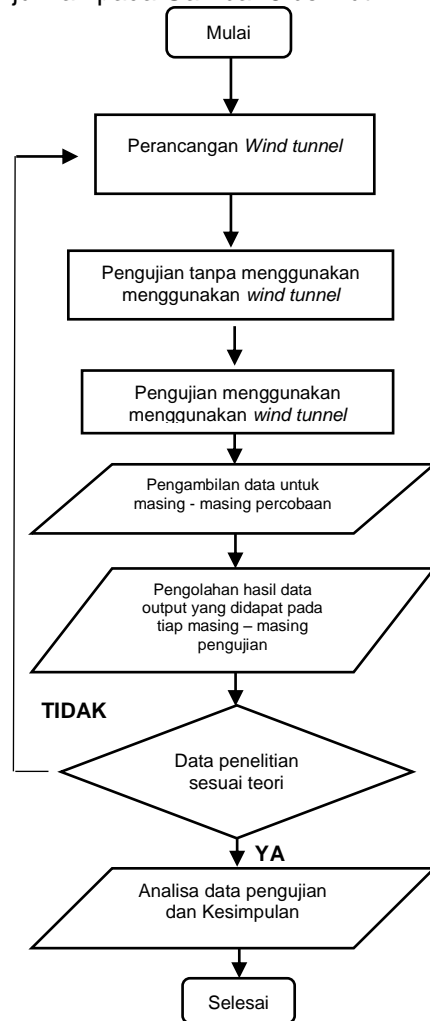 Mulai
Perancangan Wind tunnel
Pengujian tanpa menggunakan
menggunakan wind tunnel
Pengujian menggunakan
menggunakan wind tunnel
Pengambilan data untuk
masing - masing percobaan
Pengolahan hasil data
output yang didapat pada
tiap masing – masing
pengujian
TIDAK
Data penelitian
sesuai teori
YA
Analisa data pengujian
dan Kesimpulan
Selesai